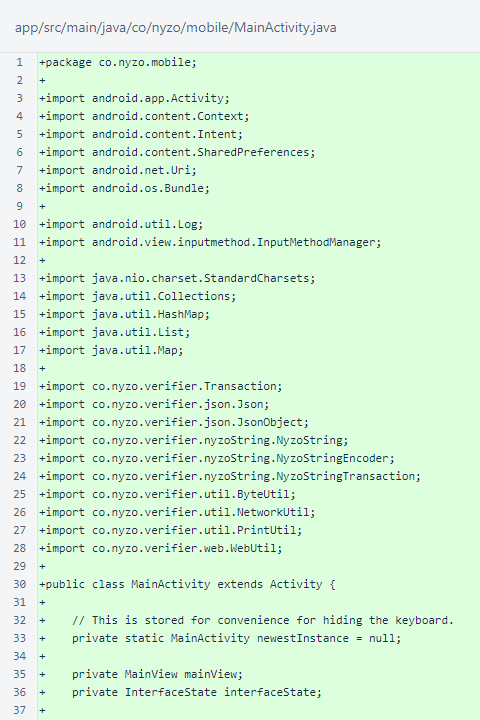 app/src/main/java/co/nyzo/mobile/MainActivity.java
1 +package co.nyzo.mobile;
2 +
3 +import android.app.Activity;
4 +import android.content.Context;
5 +import android.content.Intent;
6 +import android.content.SharedPreferences;
7 +import android.net.Uri;
8 +import android.os.Bundle;
9 +
10 +import android.util.Log;
11 +import android.view.inputmethod.InputMethodManager;
12 +
13 +import java.nio.charset.StandardCharsets;
14 +import java.util.Collections;
15 +import java.util.HashMap;
16 +import java.util.List;
17 +import java.util.Map;
18 +
19 +import co.nyzo.verifier.Transaction;
20 +import co.nyzo.verifier.json.Json;
21 +import co.nyzo.verifier.json.JsonObject;
22 +import co.nyzo.verifier.nyzoString.NyzoString;
23 +import co.nyzo.verifier.nyzoString.NyzoStringEncoder;
24 +import co.nyzo.verifier.nyzoString.NyzoStringTransaction;
25 +import co.nyzo.verifier.util.ByteUtil;
26 +import co.nyzo.verifier.util.NetworkUtil;
27 +import co.nyzo.verifier.util.PrintUtil;
28 +import co.nyzo.verifier.web.WebUtil;
29 +
30 +public class MainActivity extends Activity {
31 +
32 +    // This is stored for convenience for hiding the keyboard.
33 +    private static MainActivity newestInstance = null;
34 +
35 +    private MainView mainView;
36 +    private InterfaceState interfaceState;
37 +